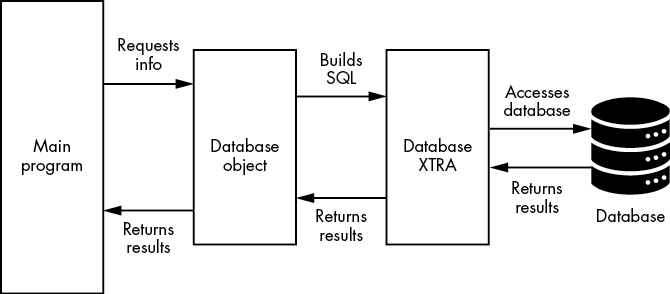 Requests
info
Builds
SQL
Accesses
database
Main
program
Database
object
Database
XTRA
Returns
results
Returns
results
Returns
results
Database